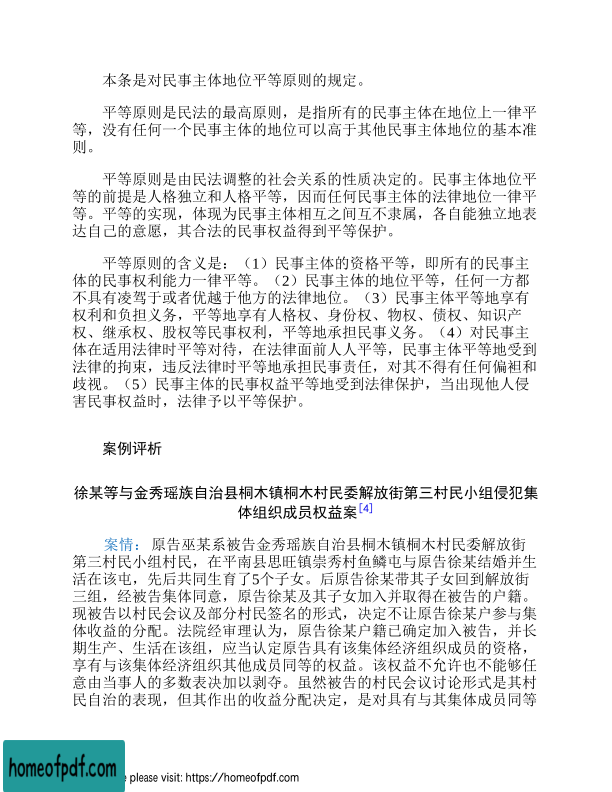 本条是对民事主体地位平等原则的规定。
平等原则是民法的最高原则，是指所有的民事主体在地位上一律平
等，没有任何一个民事主体的地位可以高于其他民事主体地位的基本准
则。
平等原则是由民法调整的社会关系的性质决定的。民事主体地位平
等的前提是人格独立和人格平等，因而任何民事主体的法律地位一律平
等。平等的实现，体现为民事主体相互之间互不隶属，各自能独立地表
达自己的意愿，其合法的民事权益得到平等保护。
平等原则的含义是：（1）民事主体的资格平等，即所有的民事主
体的民事权利能力一律平等。（2）民事主体的地位平等，任何一方都
不具有凌驾于或者优越于他方的法律地位。（3）民事主体平等地享有
权利和负担义务，平等地享有人格权、身份权、物权、债权、知识产
权、继承权、股权等民事权利，平等地承担民事义务。（4）对民事主
体在适用法律时平等对待，在法律面前人人平等，民事主体平等地受到
法律的拘束，违反法律时平等地承担民事责任，对其不得有任何偏袒和
歧视。（5）民事主体的民事权益平等地受到法律保护，当出现他人侵
害民事权益时，法律予以平等保护。
案例评析
徐某等与金秀瑶族自治县桐木镇桐木村民委解放街第三村民小组侵犯集
体组织成员权益案[4]
案情：原告巫某系被告金秀瑶族自治县桐木镇桐木村民委解放街
第三村民小组村民，在平南县思旺镇崇秀村鱼鳞屯与原告徐某结婚并生
活在该屯，先后共同生育了5个子女。后原告徐某带其子女回到解放街
三组，经被告集体同意，原告徐某及其子女加入并取得在被告的户籍。
现被告以村民会议及部分村民签名的形式，决定不让原告徐某户参与集
体收益的分配。法院经审理认为，原告徐某户籍已确定加入被告，并长
期生产、生活在该组，应当认定原告具有该集体经济组织成员的资格，
享有与该集体经济组织其他成员同等的权益。该权益不允许也不能够任
意由当事人的多数表决加以剥夺。虽然被告的村民会议讨论形式是其村
民自治的表现，但其作出的收益分配决定，是对具有与其集体成员同等
homeofpdf.com
e please visit: https://homeofpdf.com